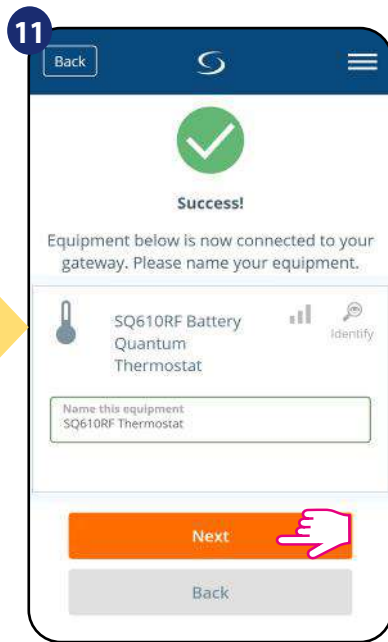 11
Back
Success!
Equipment below is now connected to your
gateway. Please name your equipment.
SQ610RF Battery
Quantum
Thermostat
Identify
Name this equipment
SQ610RF Thermostat
Next
Back